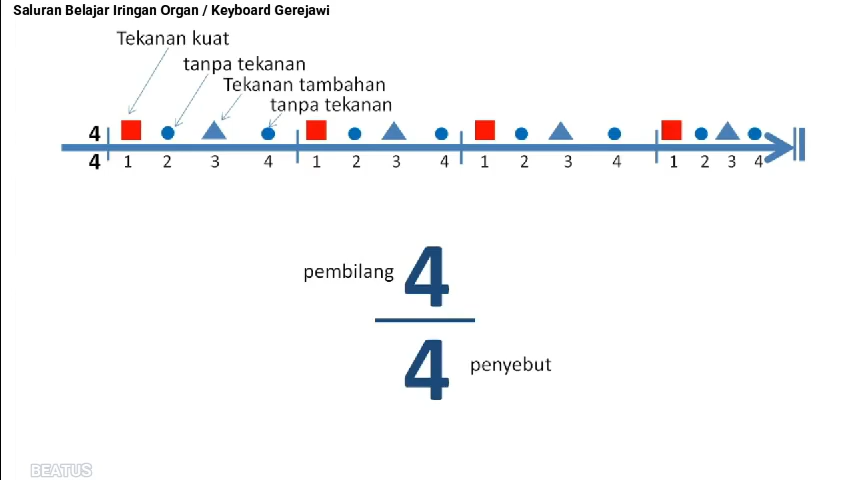 Saluran Belajar Iringan Organ / Keyboard Gerejawi
Tekanan kuat
tanpa tekanan
Tekanan tambahan
tanpa tekanan
4
4 1 2 3 4 1 2 3 4 1 2 3 4 1 2 3 4
pembilang 4
4 penyebut
BEATUS